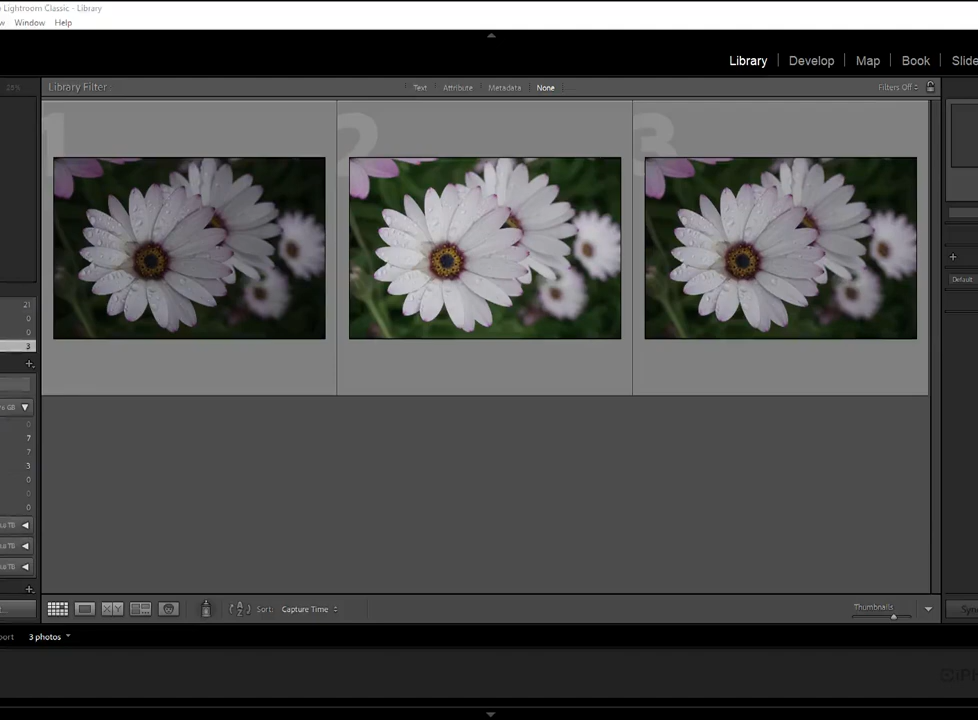 Lightroom Classic - Library
Window Help
Library Develop Map Book Slide
Library Filter: Text Attribute Metadata None Filters Off
1 2 3
21
0
0
3
Default
7
7
3
0
0
0
Sort: Capture Time
Thumbnails
3 photos